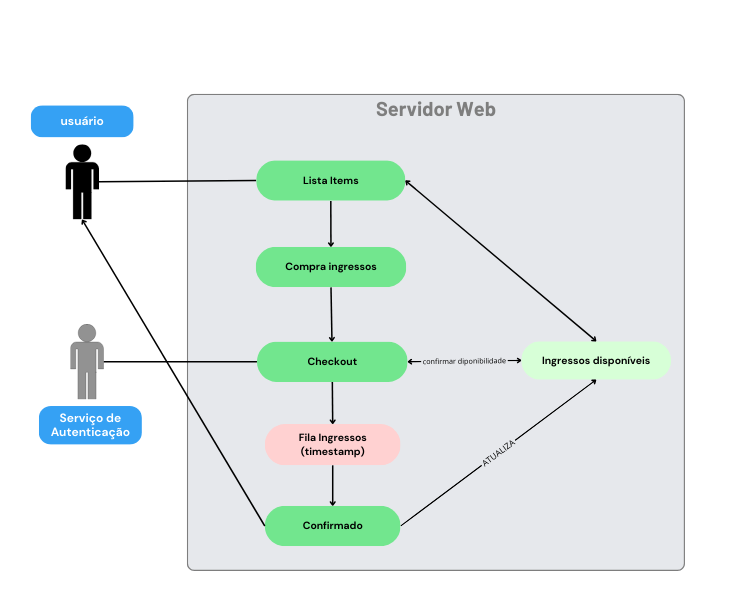 Servidor Web
usuário
Lista Items
Compra ingressos
Checkout
confirmar diponibilidade
Ingressos disponíveis
Serviço de
Autenticação
Fila Ingressos
(timestamp)
ATUALIZA
Confirmado